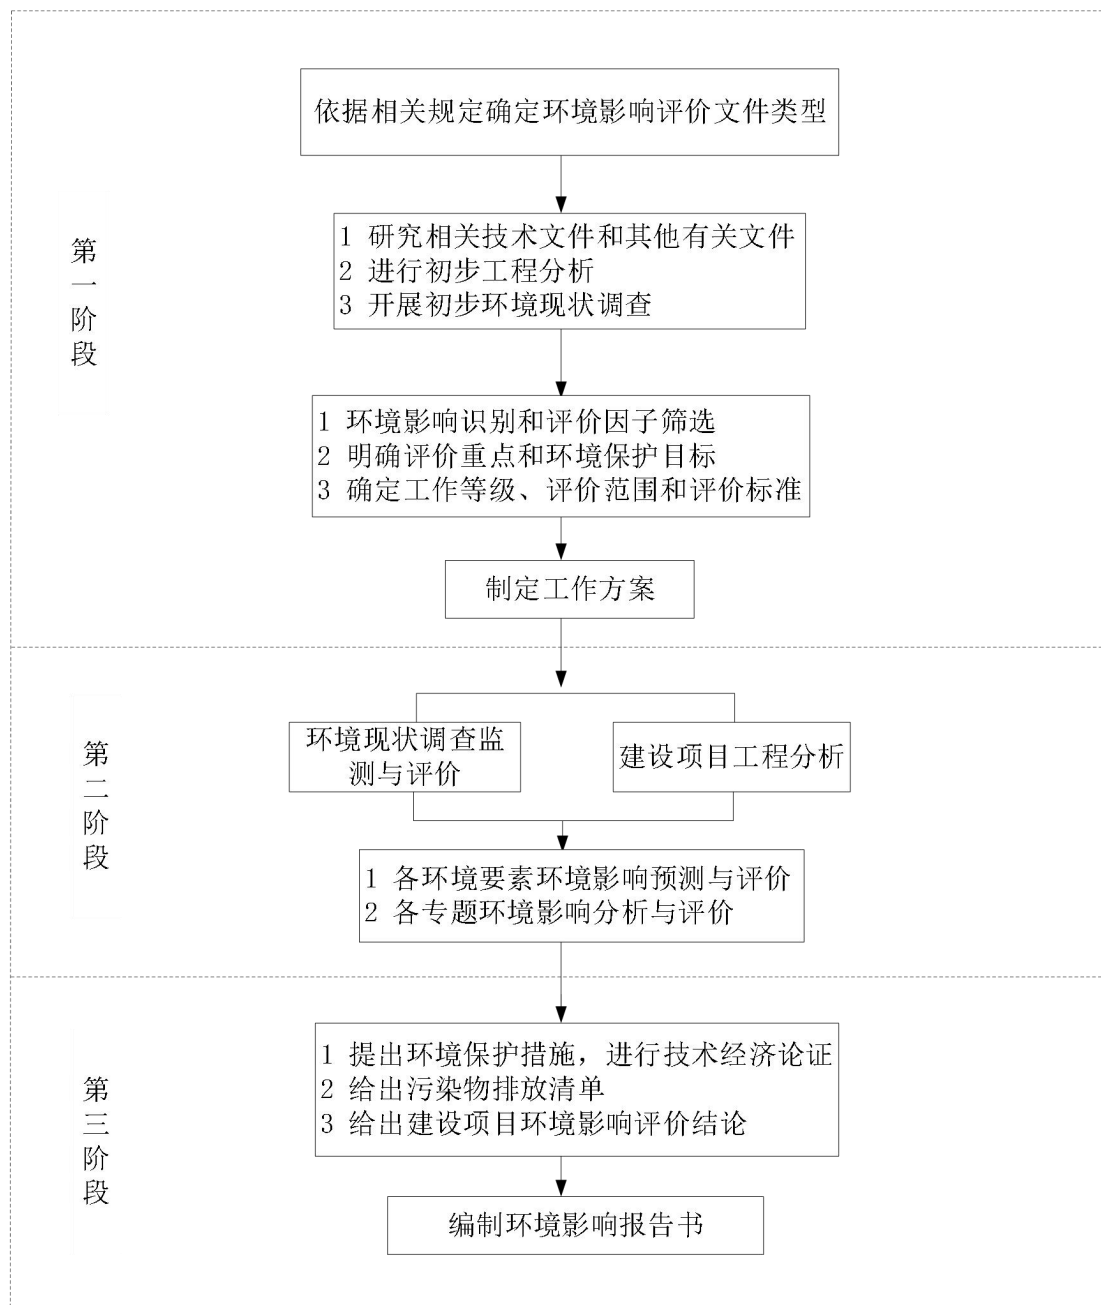 依据相关规定确定环境影响评价文件类型
第一阶段
1 研究相关技术文件和其他有关文件
2 进行初步工程分析
3 开展初步环境现状调查
1 环境影响识别和评价因子筛选
2 明确评价重点和环境保护目标
3 确定工作等级、评价范围和评价标准
制定工作方案
第二阶段
环境现状调查监
测与评价
建设项目工程分析
1 各环境要素环境影响预测与评价
2 各专题环境影响分析与评价
第三阶段
1 提出环境保护措施，进行技术经济论证
2 给出污染物排放清单
3 给出建设项目环境影响评价结论
编制环境影响报告书